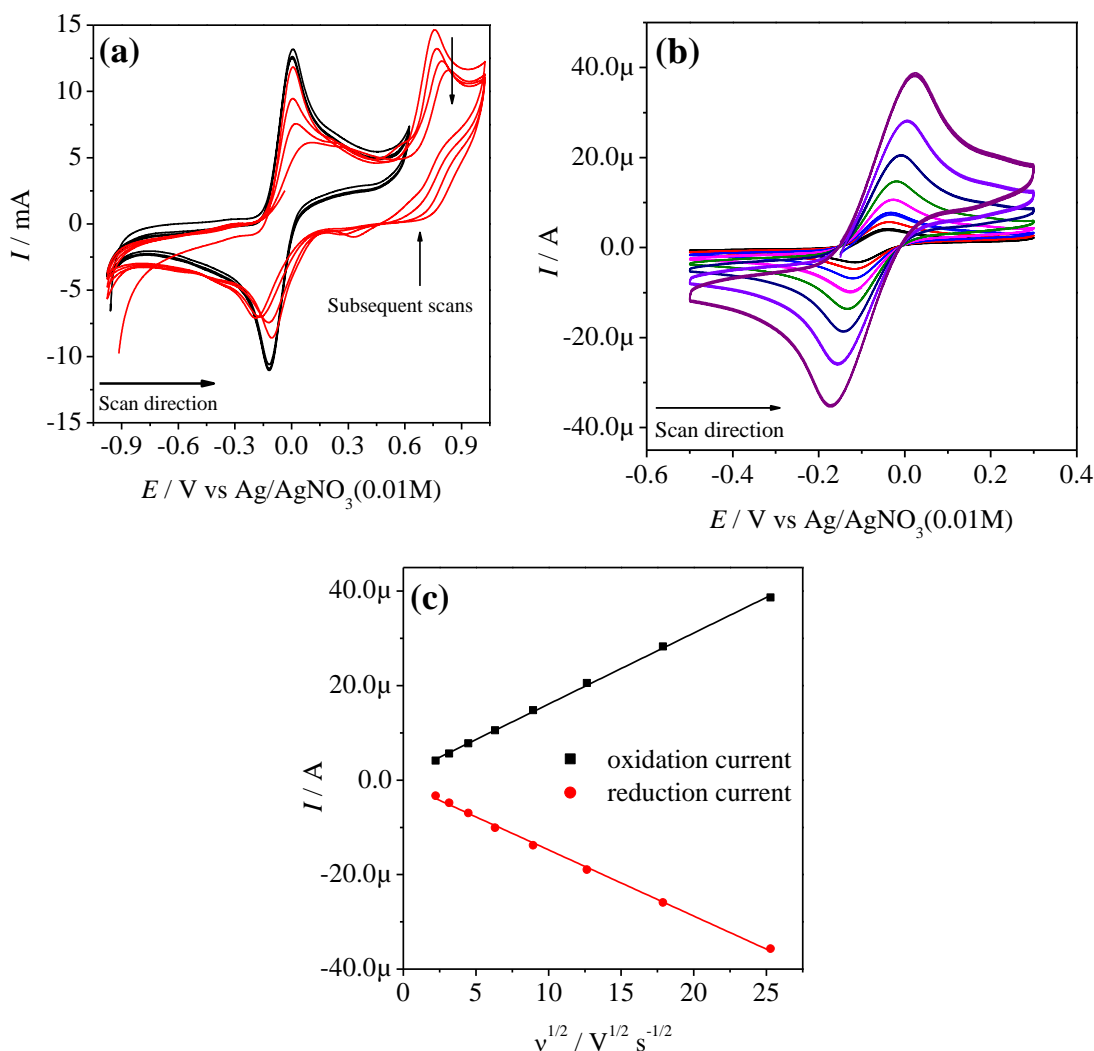 (a)
15
10
5
0
-5
-10
15
I / mA
Subsequent scans
Scan direction
-0.9 -0.6 -0.3 0.0 0.3 0.6 0.9
E / V vs Ag/AgNO₃(0.01M)
(b)
40.0µ
20.0µ
0.0
-20.0µ
-40.0µ
I / A
Scan direction
-0.6 -0.4 -0.2 0.0 0.2 0.4
E / V vs Ag/AgNO₃(0.01M)
(c)
40.0µ
20.0µ
0.0
-20.0µ
-40.0µ
I / A
oxidation current
reduction current
0 5 10 15 20 25
ν^1/2 / V^1/2 s^-1/2